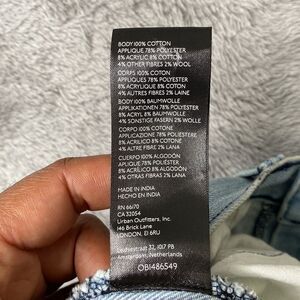 BODY 100% COTTON
APPLIQUE 78% POLYESTER
8% ACRYLIC 8% COTTON
4% OTHER FIBRES 2% WOOL
CORPS 100% COTON
APPLIQUES 78% POLYESTER
8% ACRYLIQUE 8% COTON
4% AUTRES FIBRES 2% LAINE
BODY 100% BAUMWOLLE
APPLIKATIONEN 78% POLYESTER
8% ACRYL 8% BAUMWOLLE
4% SONSTIGE FASERN 2% WOLLE
CORPO 100% COTONE
APPLICAZIONE 78% POLIESTERE
8% ACRILICO 8% COTONE
4% ALTRE FIBRE 2% LANA
CUERPO 100% ALGODÓN
APLIQUE 78% POLIÉSTER
8% ACRÍLICO 8% ALGODÓN
4% OTRAS FIBRAS 2% LANA
MADE IN INDIA
HECHO EN INDIA
RN 66170
CA 32054
Urban Outfitters, Inc.
146 Brick Lane
LONDON, E1 6RU
32, 1017 PB
Amsterdam, Netherlands
OBI486549